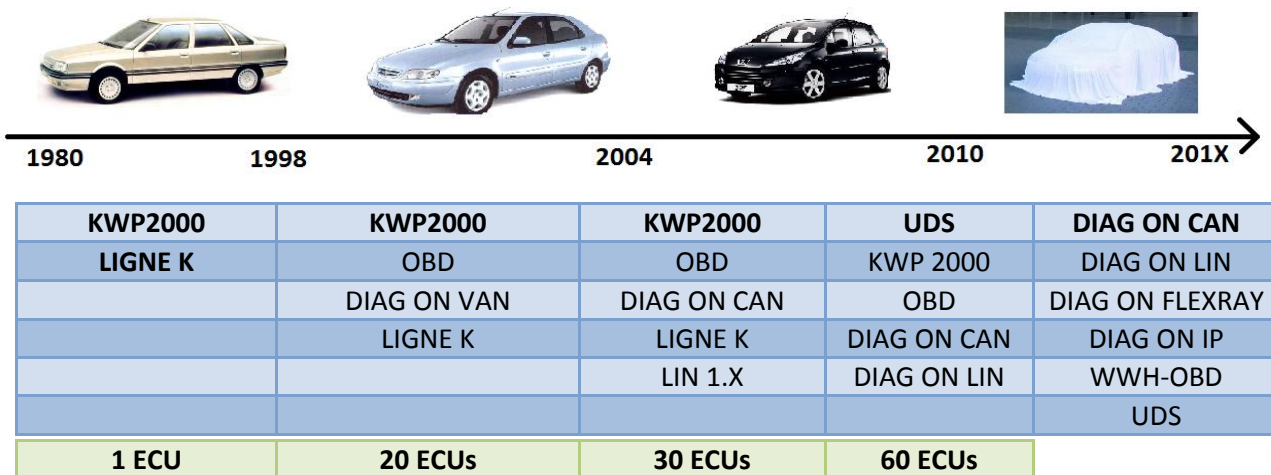 1980 1998 2004 2010 201X
KWP2000 KWP2000 KWP2000 UDS DIAG ON CAN
LIGNE K OBD OBD KWP 2000 DIAG ON LIN
DIAG ON VAN DIAG ON CAN OBD DIAG ON FLEXRAY
LIGNE K LIGNE K DIAG ON CAN DIAG ON IP
LIN 1.X DIAG ON LIN WWH-OBD
UDS
1 ECU 20 ECUs 30 ECUs 60 ECUs